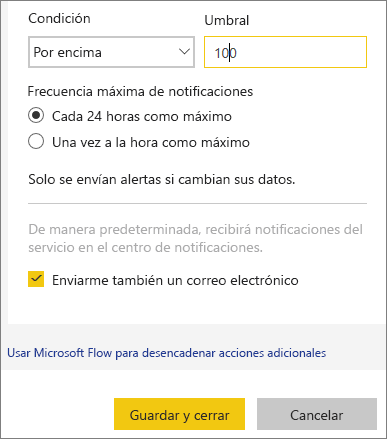 Condición
Umbral
Por encima
100
Frecuencia máxima de notificaciones
Cada 24 horas como máximo
Una vez a la hora como máximo
Solo se envían alertas si cambian sus datos.
De manera predeterminada, recibirá notificaciones del
servicio en el centro de notificaciones.
Enviarme también un correo electrónico
Usar Microsoft Flow para desencadenar acciones adicionales
Guardar y cerrar
Cancelar